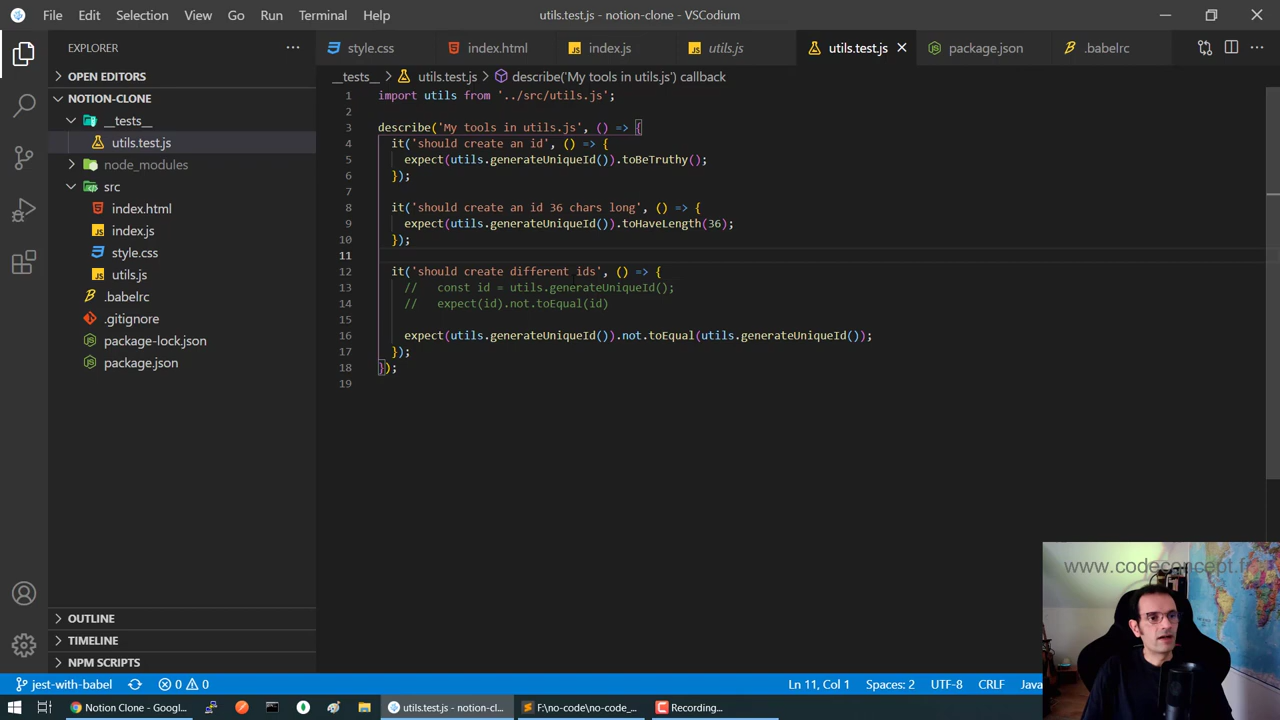 File Edit Selection View Go Run Terminal Help
utils.test.js - notion-clone - VSCodium
EXPLORER
OPEN EDITORS
NOTION-CLONE
__tests__
utils.test.js
node_modules
src
index.html
index.js
style.css
utils.js
.babelrc
.gitignore
package-lock.json
package.json
OUTLINE
TIMELINE
NPM SCRIPTS
style.css index.html index.js utils.js utils.test.js package.json .babelrc
__tests__ > utils.test.js > describe('My tools in utils.js') callback
1 import utils from '../src/utils.js';
2
3 describe('My tools in utils.js', () => {
4 it('should create an id', () => {
5 expect(utils.generateUniqueId()).toBeTruthy();
6 });
7
8 it('should create an id 36 chars long', () => {
9 expect(utils.generateUniqueId()).toHaveLength(36);
10 });
11
12 it('should create different ids', () => {
13 // const id = utils.generateUniqueId();
14 // expect(id).not.toEqual(id)
15
16 expect(utils.generateUniqueId()).not.toEqual(utils.generateUniqueId());
17 });
18 });
19
www.codeconcept.fr
jest-with-babel 0 0 Ln 11, Col 1 Spaces: 2 UTF-8 CRLF Java
Notion Clone - Googl... utils.test.js - notion-cl... F:\no-code\no-code_... Recording...